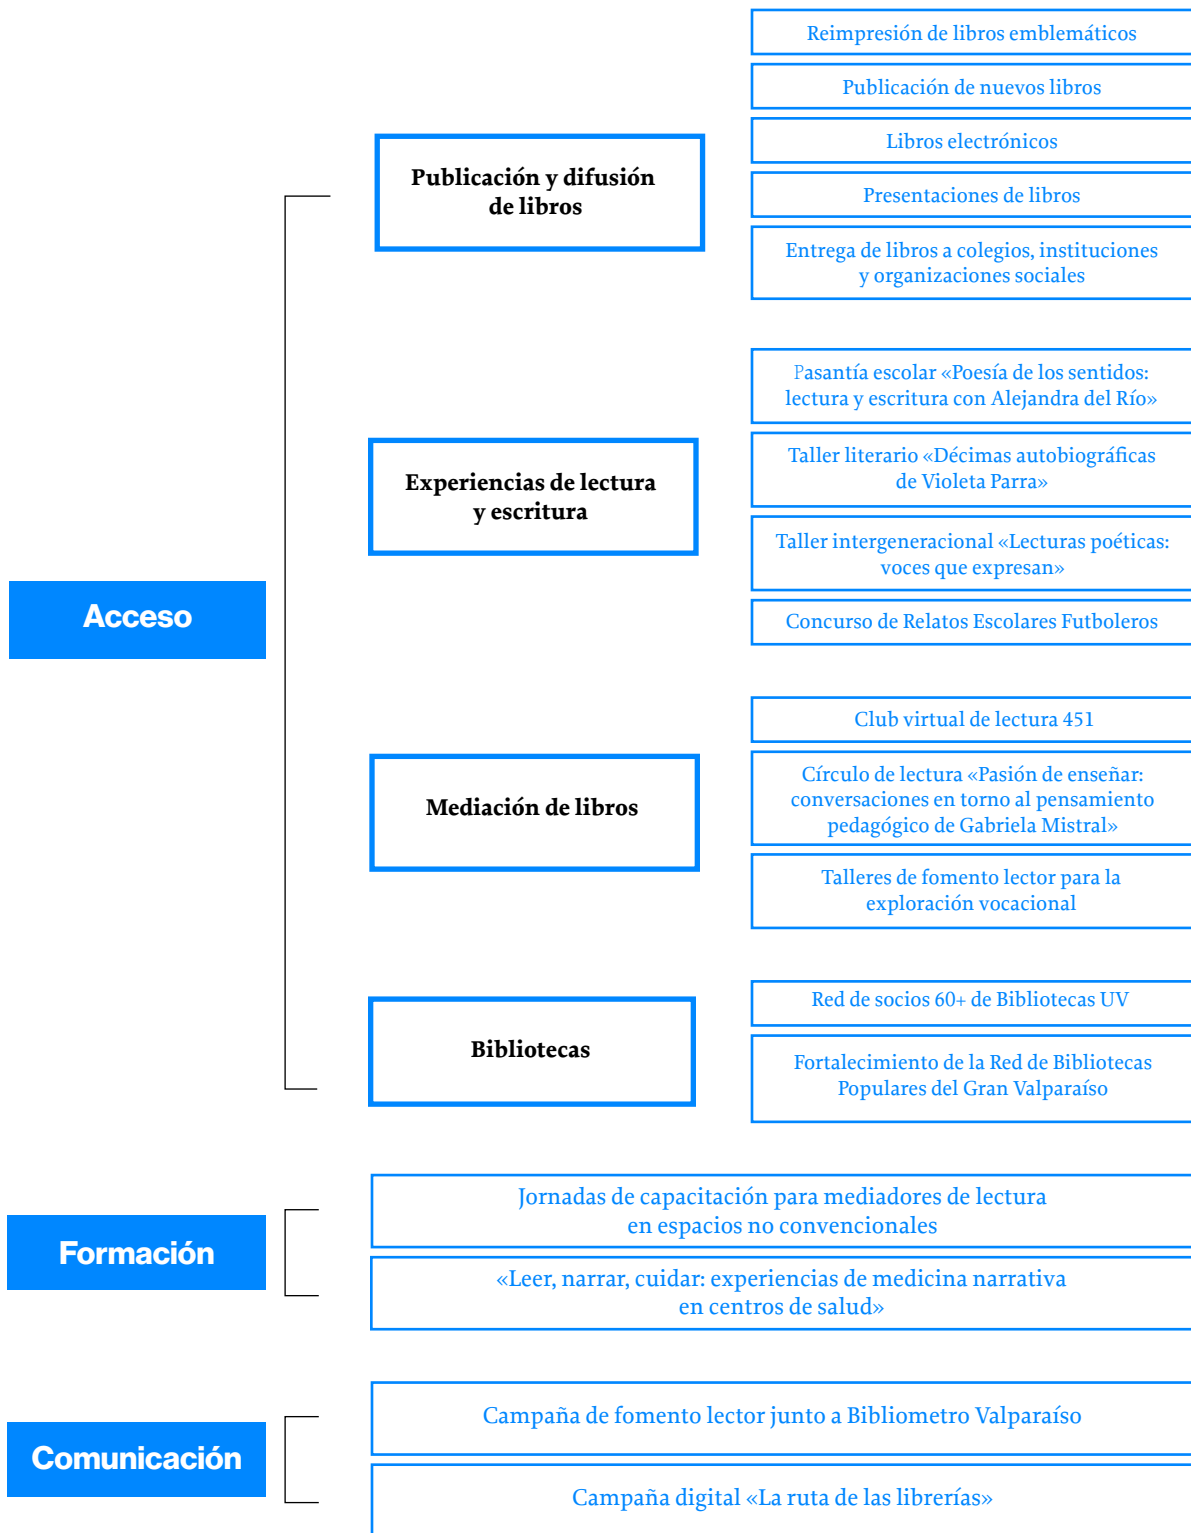 Acceso
Publicación y difusión
de libros
Reimpresión de libros emblemáticos
Publicación de nuevos libros
Libros electrónicos
Presentaciones de libros
Entrega de libros a colegios, instituciones
y organizaciones sociales
Experiencias de lectura
y escritura
Pasantía escolar «Poesía de los sentidos:
lectura y escritura con Alejandra del Río»
Taller literario «Décimas autobiográficas
de Violeta Parra»
Taller intergeneracional «Lecturas poéticas:
voces que expresan»
Concurso de Relatos Escolares Futboleros
Mediación de libros
Club virtual de lectura 451
Círculo de lectura «Pasión de enseñar:
conversaciones en torno al pensamiento
pedagógico de Gabriela Mistral»
Talleres de fomento lector para la
exploración vocacional
Bibliotecas
Red de socios 60+ de Bibliotecas UV
Fortalecimiento de la Red de Bibliotecas
Populares del Gran Valparaíso
Formación
Jornadas de capacitación para mediadores de lectura
en espacios no convencionales
«Leer, narrar, cuidar: experiencias de medicina narrativa
en centros de salud»
Comunicación
Campaña de fomento lector junto a Bibliometro Valparaíso
Campaña digital «La ruta de las librerías»